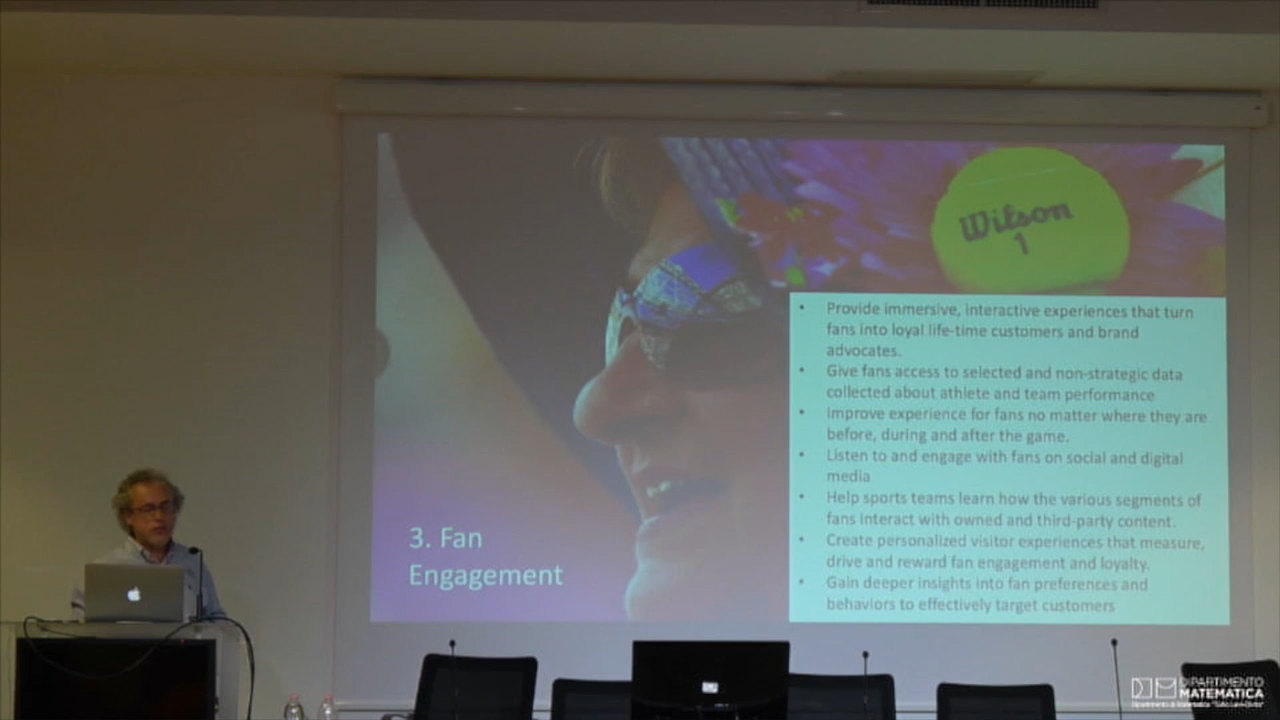 Wilson
1
• Provide immersive, interactive experiences that turn
fans into loyal life-time customers and brand
advocates.
• Give fans access to selected and non-strategic data
collected about athlete and team performance
• Improve experience for fans no matter where they are
before, during and after the game.
• Listen to and engage with fans on social and digital
media
• Help sports teams learn how the various segments of
fans interact with owned and third-party content.
• Create personalized visitor experiences that measure,
drive and reward fan engagement and loyalty.
• Gain deeper insights into fan preferences and
behaviors to effectively target customers
3. Fan
Engagement
DIPARTIMENTO
MATEMATICA